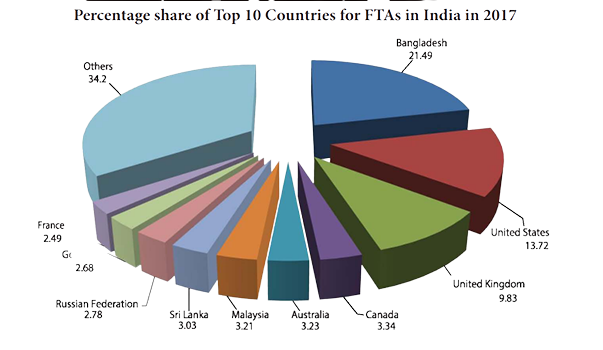 Percentage share of Top 10 Countries for FTAs in India in 2017
Bangladesh
21.49
United States
13.72
United Kingdom
9.83
Canada
3.34
Australia
3.23
Malaysia
3.21
Sri Lanka
3.03
Russian Federation
2.78
2.68
France
2.49
Others
34.2